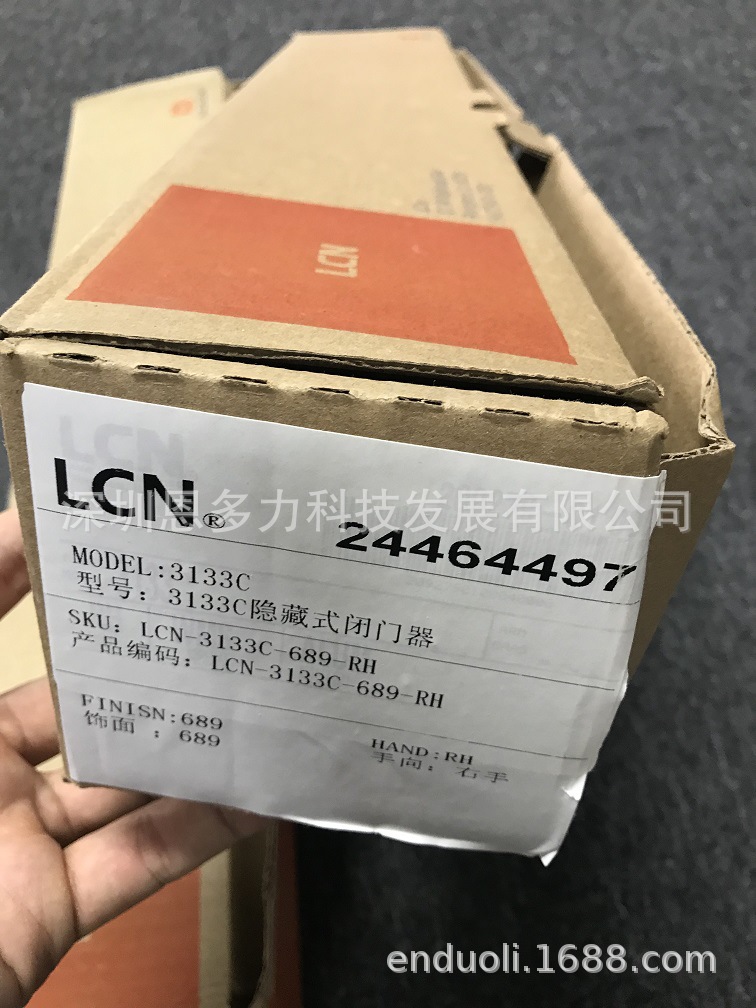 LCN
LCN®
深圳恩多力科技发展有限公司
24464497
MODEL:3133C
型号：3133C隐藏式闭门器
SKU：LCN-3133C-689-RH
产品编码：LCN-3133C-689-RH
FINISN:689
饰面：689
HAND:RH
手向：右手
enduoli.1688.com